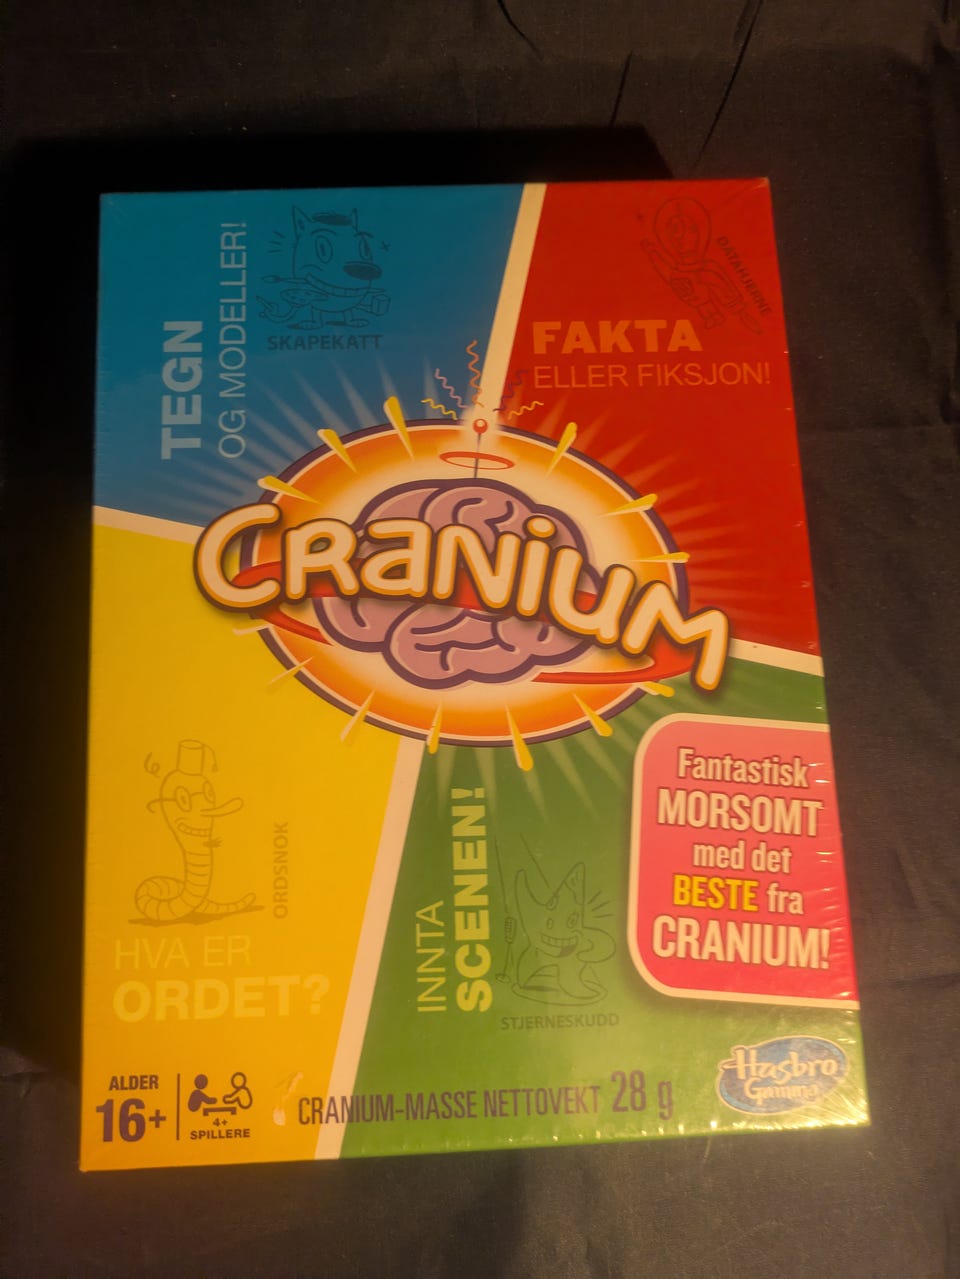 TEGN
OG MODELLER!
SKAPEKATT
FAKTA
ELLER FIKSJON!
DATAHJERNE
CRANIUM
ORDSNOK
HVA ER
ORDET?
INNTA
SCENEN!
STJERNESKUDD
Fantastisk
MORSOMT
med det
BESTE fra
CRANIUM!
Hasbro
Gaming
ALDER
16+
4+
SPILLERE
CRANIUM-MASSE NETTOVEKT 28 g